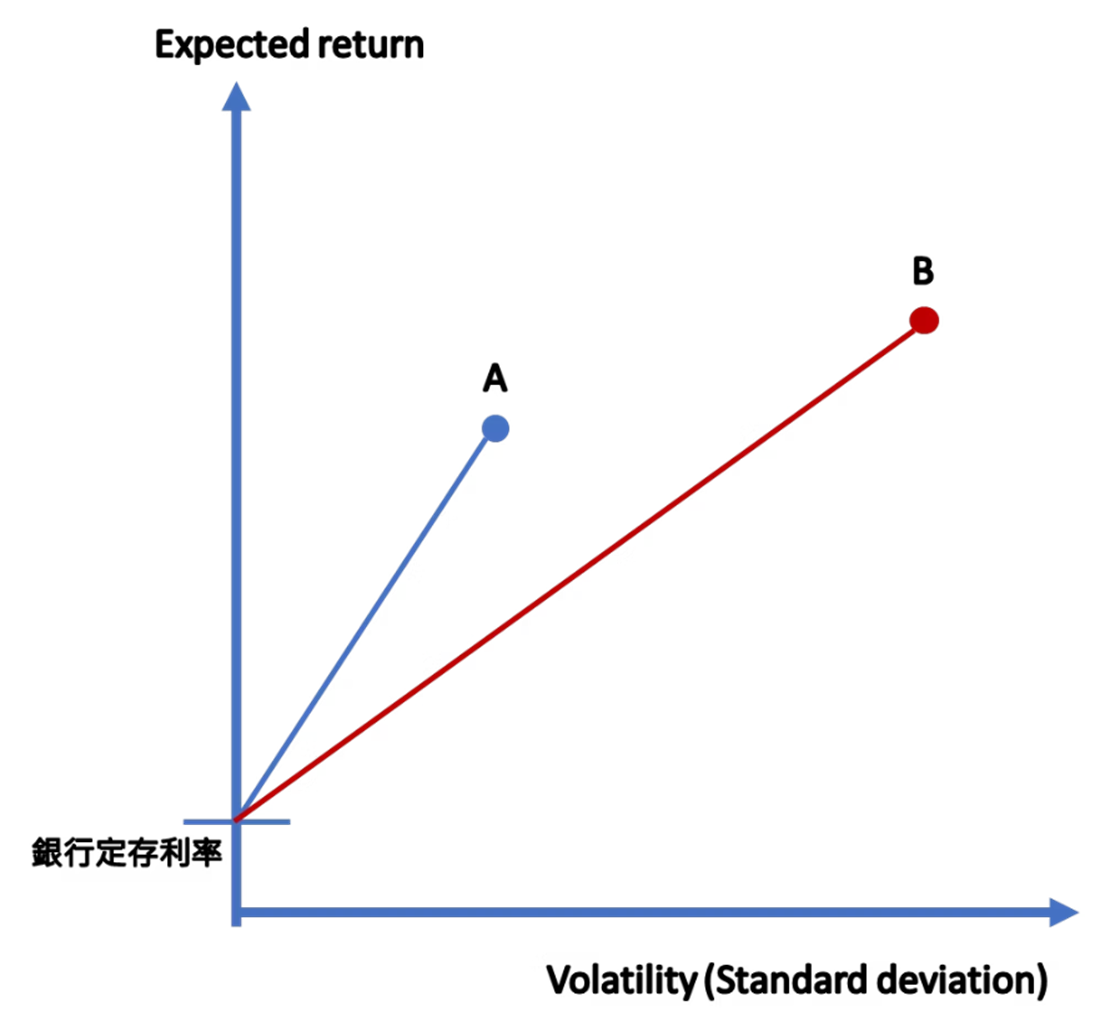 Expected return
B
A
銀行定存利率
Volatility (Standard deviation)